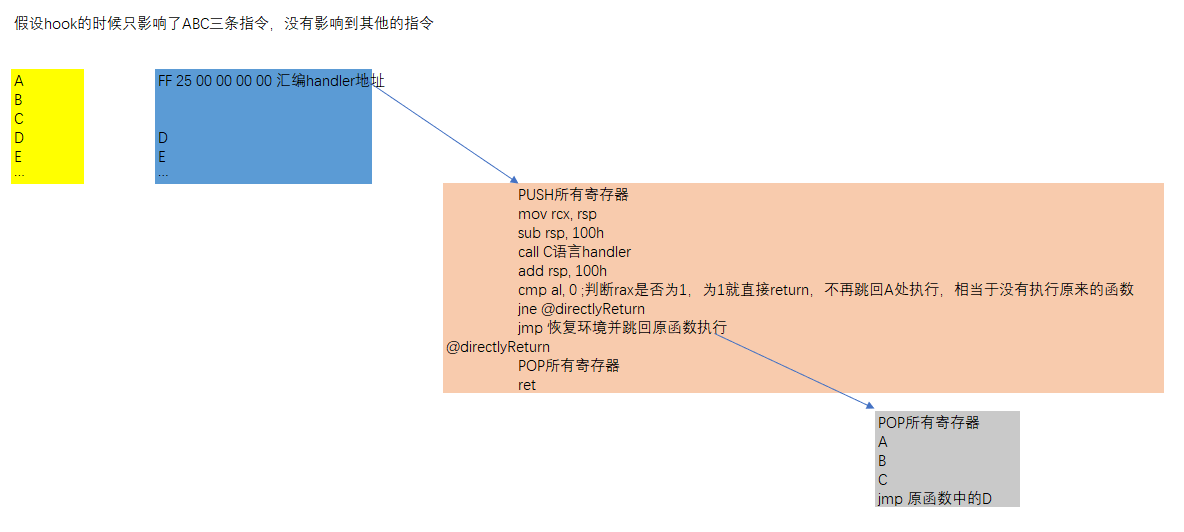 假设hook的时候只影响了ABC三条指令，没有影响到其他的指令
A
B
C
D
E
...
FF 25 00 00 00 00 汇编handler地址
D
E
...
PUSH所有寄存器
mov rcx, rsp
sub rsp, 100h
call C语言handler
add rsp, 100h
cmp al, 0 ;判断rax是否为1，为1就直接return，不再跳回A处执行，相当于没有执行原来的函数
jne @directlyReturn
jmp 恢复环境并跳回原函数执行
@directlyReturn
POP所有寄存器
ret
POP所有寄存器
A
B
C
jmp 原函数中的D